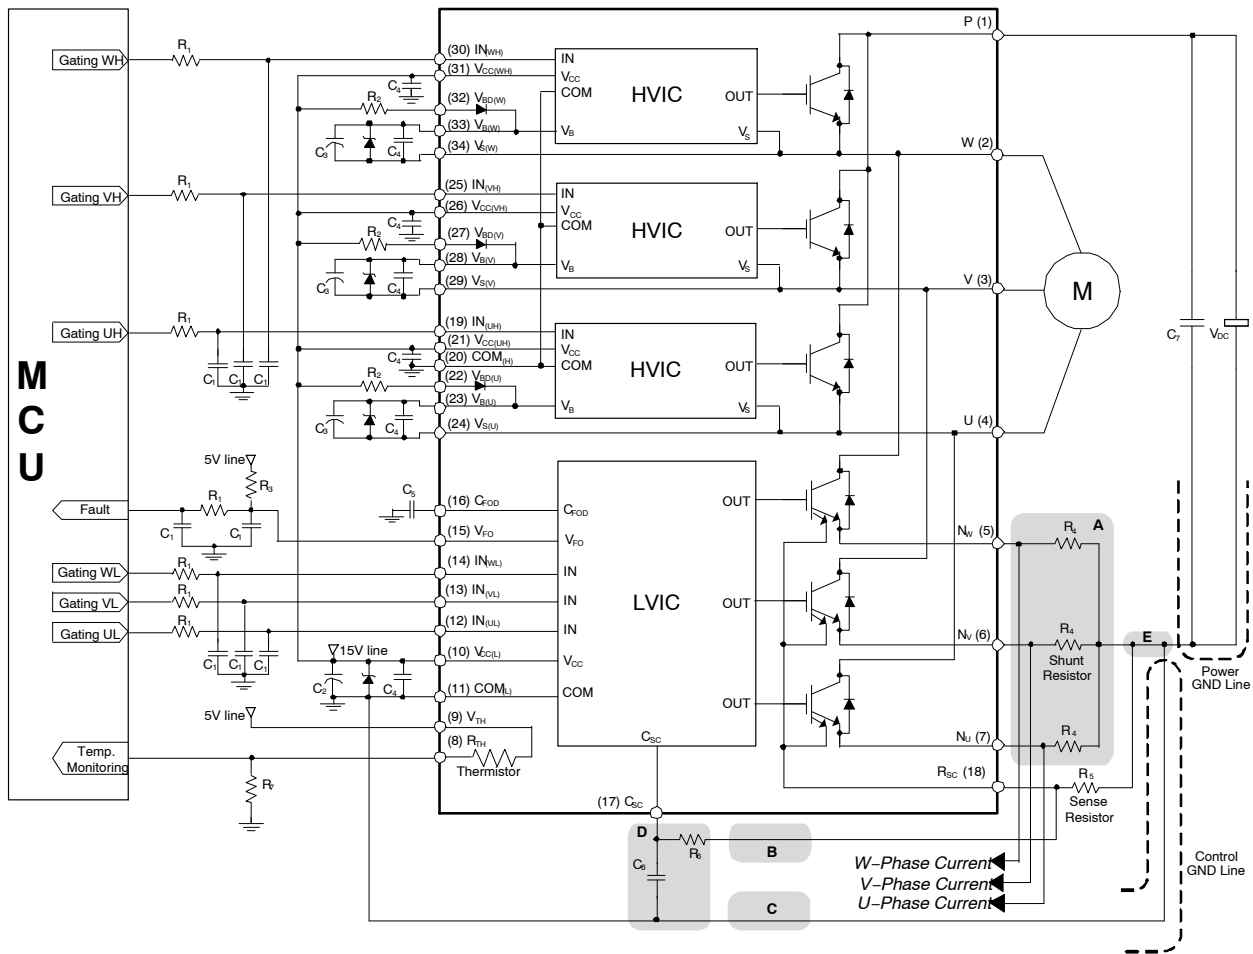 MCU
Gating WH
Gating VH
Gating UH
Fault
Gating WL
Gating VL
Gating UL
Temp.
Monitoring
R1
R1
R1
C1 C1 C1
5V line
R3
R1
C1 C1
R1
R1
R1
C1 C1 C1
5V line
R7
C4
R2
C3 C4
C4
R2
C3 C4
C4
R2
C3 C4
C5
15V line
C2 C4
(30) IN(WH)
(31) VCC(WH)
(32) VBD(W)
(33) VB(W)
(34) VS(W)
(25) IN(VH)
(26) VCC(VH)
(27) VBD(V)
(28) VB(V)
(29) VS(V)
(19) IN(UH)
(21) VCC(UH)
(20) COM(H)
(22) VBD(U)
(23) VB(U)
(24) VS(U)
(16) CFOD
(15) VFO
(14) IN(WL)
(13) IN(VL)
(12) IN(UL)
(10) VCC(L)
(11) COM(L)
(9) VTH
(8) RTH
Thermistor
(17) CSC
IN
VCC
COM
VB
HVIC
OUT
VS
IN
VCC
COM
VB
HVIC
OUT
VS
IN
VCC
COM
VB
HVIC
OUT
VS
CFOD
VFO
IN
IN
IN
VCC
COM
LVIC
OUT
OUT
OUT
CSC
P (1)
W (2)
V (3)
U (4)
NW (5)
NV (6)
NU (7)
RSC (18)
M
C7
VDC
A
R4
R4
Shunt
Resistor
R4
E
Power
GND Line
R5
Sense
Resistor
D
R6
C6
B
C
W-Phase Current
V-Phase Current
U-Phase Current
Control
GND Line